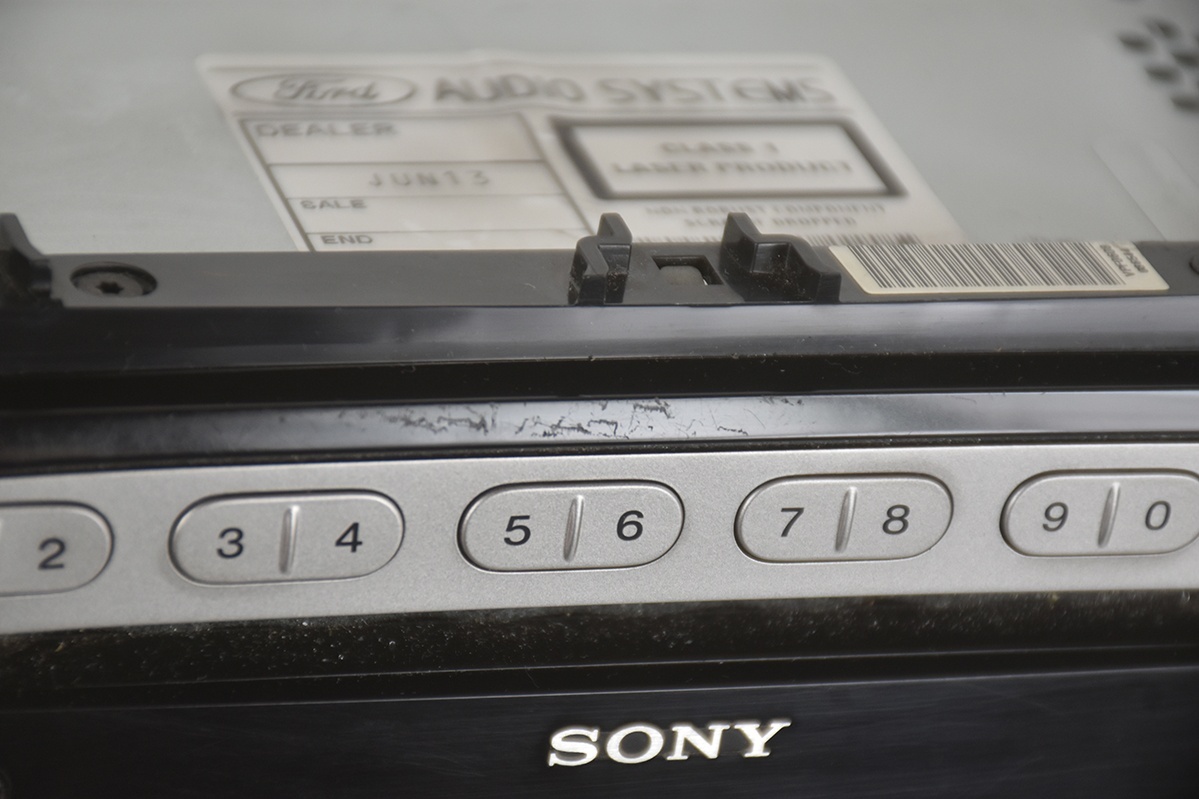 Ford AUDIO SYSTEMS
DEALER
CLASS 1
LASER PRODUCT
JUN13
SALE
END
2 3 4 5 6 7 8 9 0
SONY